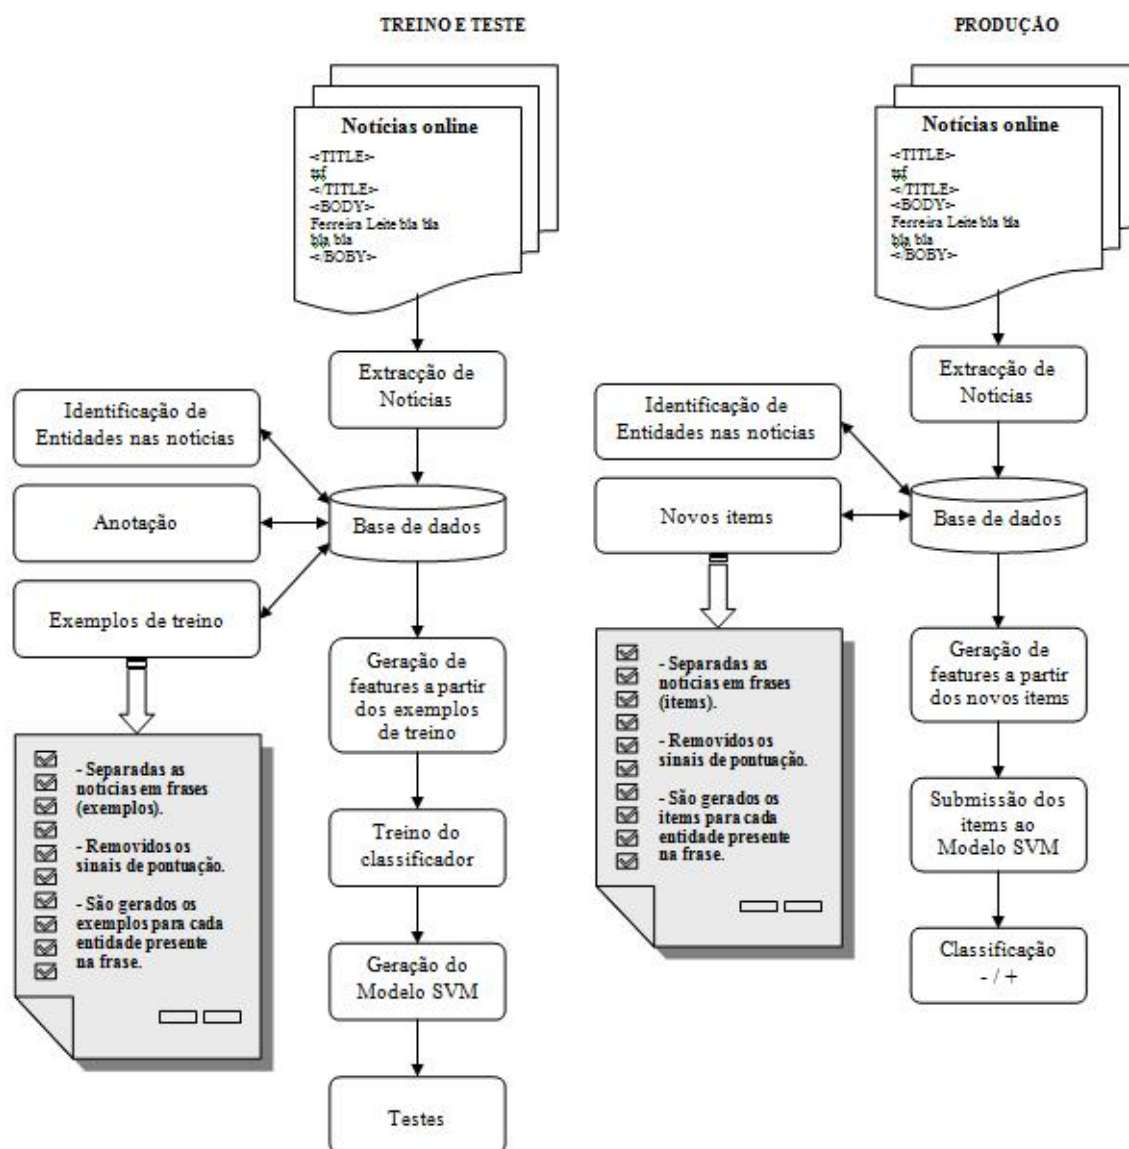 TREINO E TESTE
Notícias online
<TITLE>
tsf
</TITLE>
<BODY>
Ferreira Leite bla bla
bla bla
</BOBY>
Extracção de
Notícias
Identificação de
Entidades nas notícias
Anotação
Base de dados
Exemplos de treino
Geração de
features a partir
dos exemplos
de treino
- Separadas as
notícias em frases
(exemplos).
- Removidos os
sinais de pontuação.
- São gerados os
exemplos para cada
entidade presente
na frase.
Treino do
classificador
Geração do
Modelo SVM
Testes
PRODUÇÃO
Notícias online
<TITLE>
tsf
</TITLE>
<BODY>
Ferreira Leite bla bla
bla bla
</BOBY>
Extracção de
Notícias
Identificação de
Entidades nas notícias
Novos items
Base de dados
- Separadas as
notícias em frases
(items).
- Removidos os
sinais de pontuação.
- São gerados os
items para cada
entidade presente
na frase.
Geração de
features a partir
dos novos items
Submissão dos
items ao
Modelo SVM
Classificação
- / +